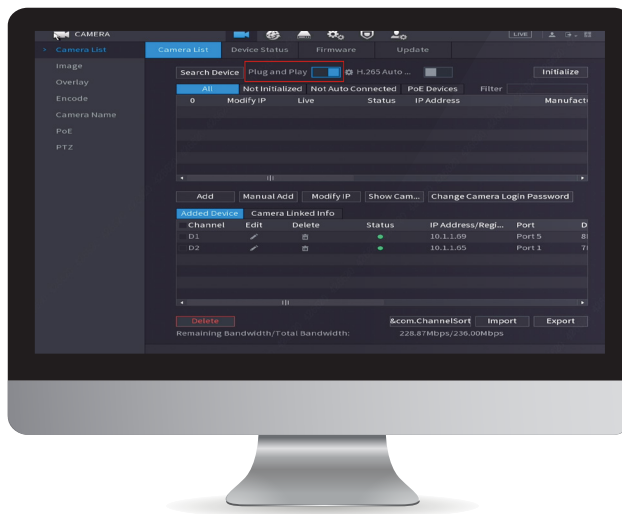 CAMERA LIVE
Camera List Camera List Device Status Firmware Update
Image
Search Device Plug and Play H.265 Auto ... Initialize
Overlay
All Not Initialized Not Auto Connected PoE Devices Filter
Encode
0 Modify IP Live Status IP Address Manufact
Camera Name
PoE
PTZ
Add Manual Add Modify IP Show Cam... Change Camera Login Password
Added Device Camera Linked Info
Channel Edit Delete Status IP Address/Regi... Port D
D1 10.1.1.69 Port 5 8
D2 10.1.1.65 Port 1 7
Delete &com.ChannelSort Import Export
Remaining Bandwidth/Total Bandwidth: 228.87Mbps/236.00Mbps